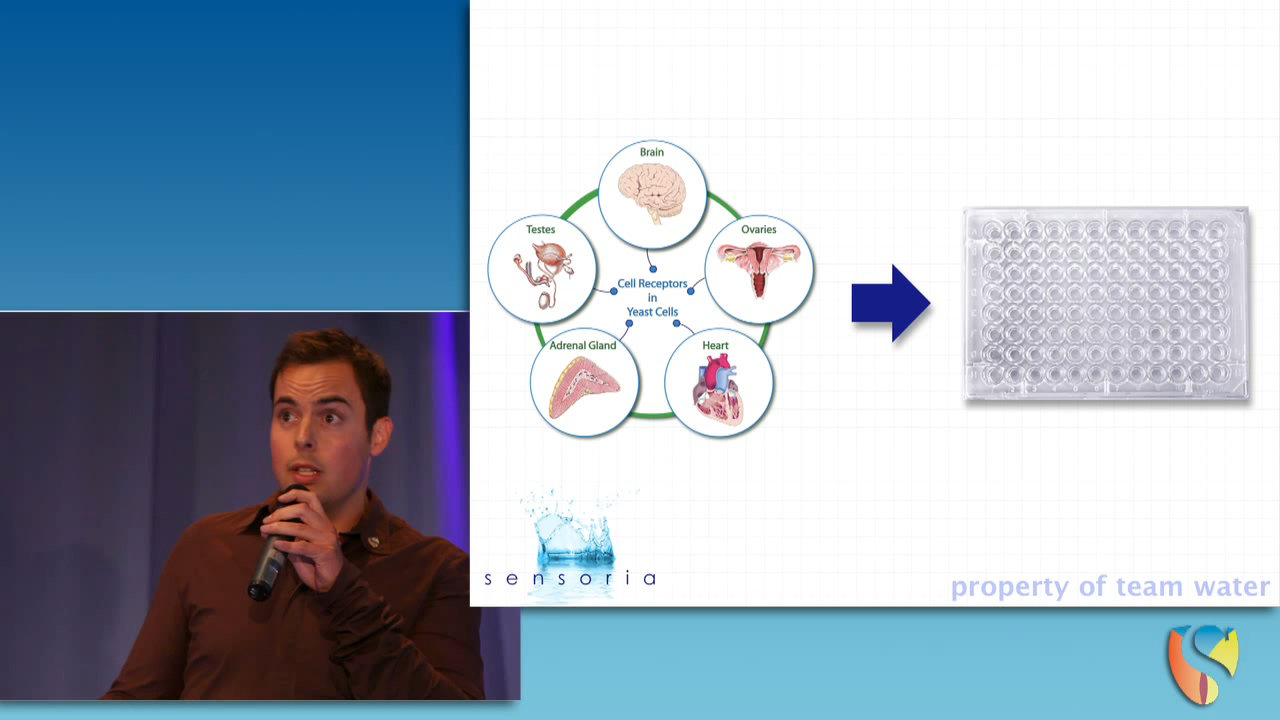 Brain
Testes
Ovaries
Cell Receptors
in
Yeast Cells
Adrenal Gland
Heart
sensoria
property of team water